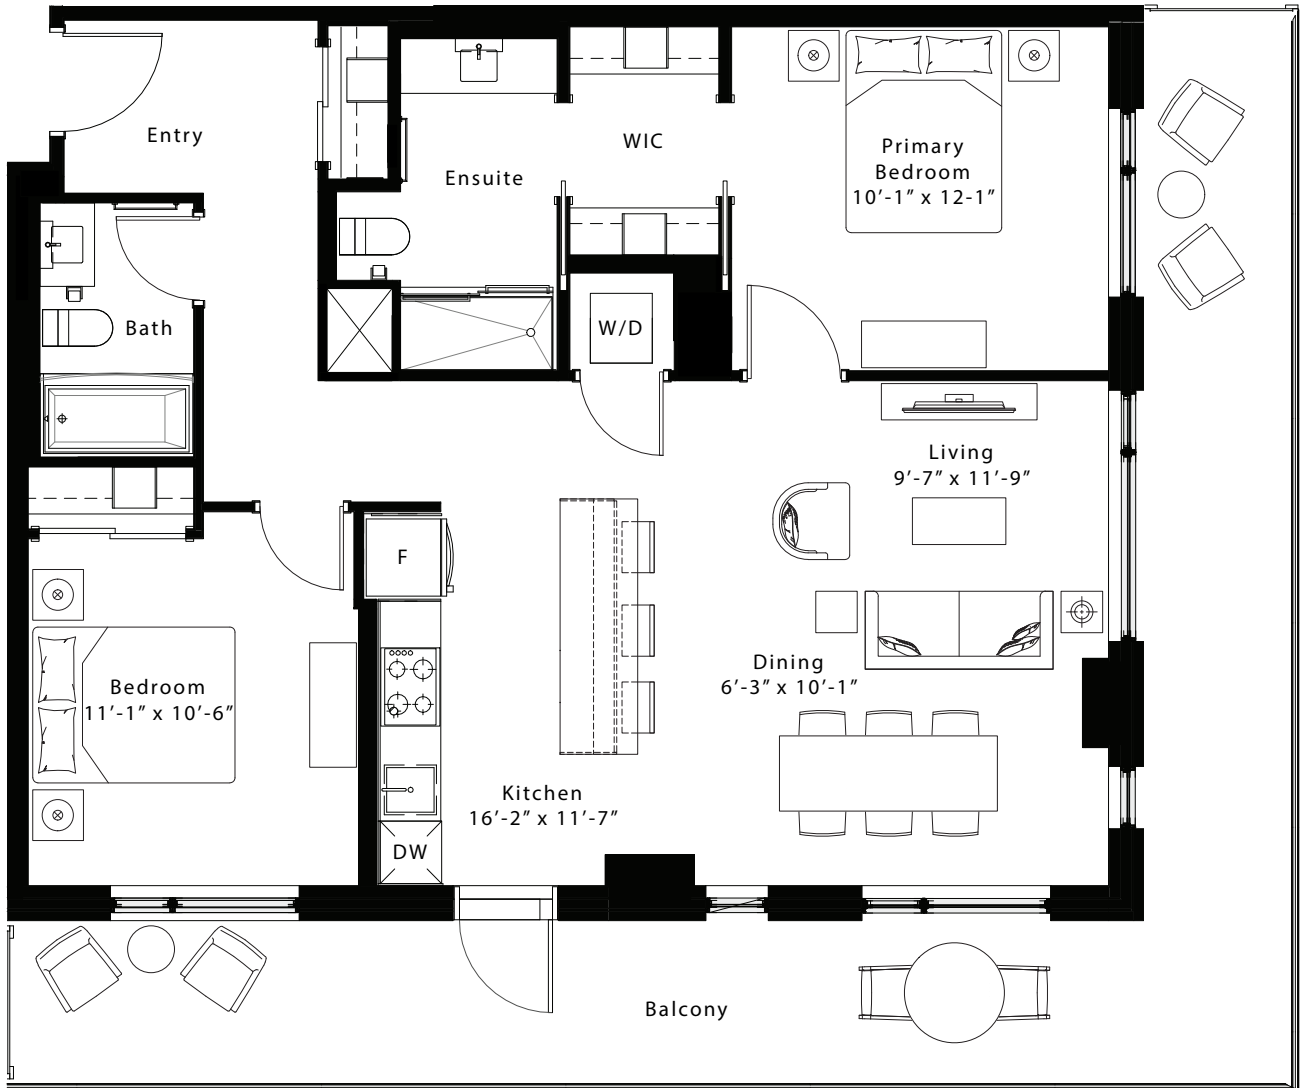 Entry
WIC
Ensuite
Primary
Bedroom
10'-1" x 12-1"
Bath
W/D
Living
9'-7" x 11'-9"
F
Dining
6'-3" x 10'-1"
Bedroom
11'-1" x 10'-6"
Kitchen
16'-2" x 11'-7"
DW
Balcony